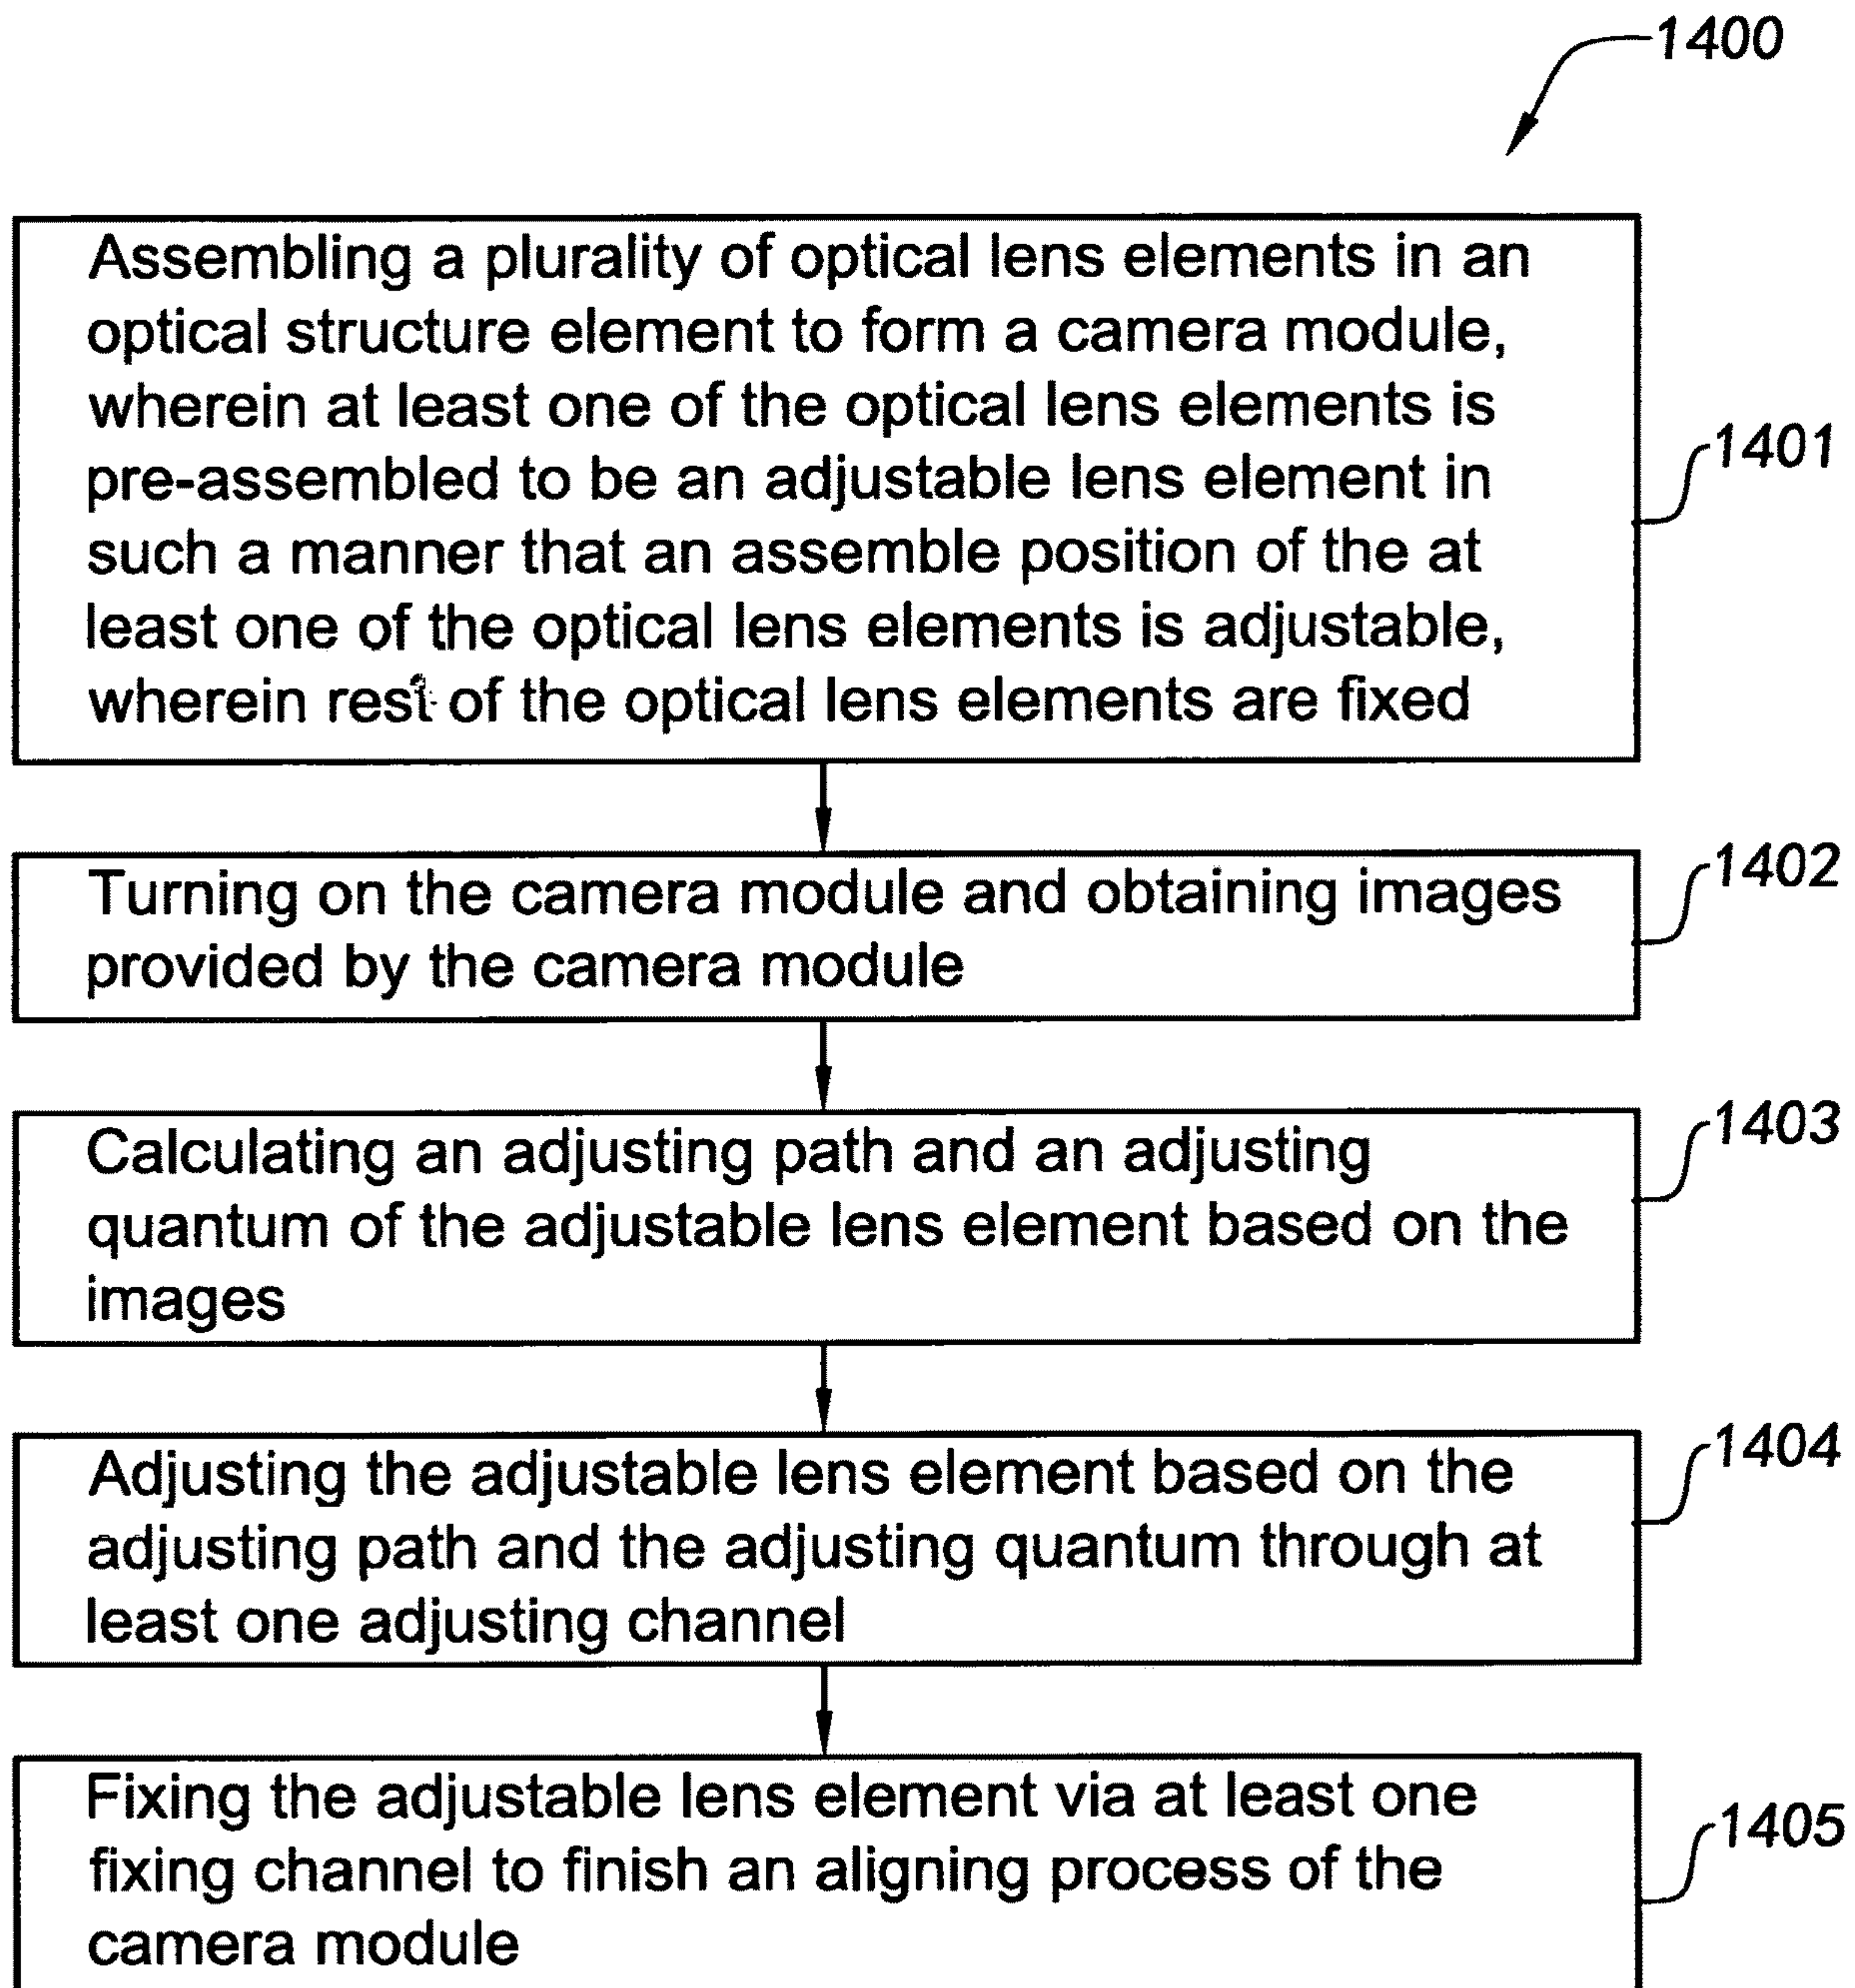 1400
Assembling a plurality of optical lens elements in an
optical structure element to form a camera module,
wherein at least one of the optical lens elements is
pre-assembled to be an adjustable lens element in
such a manner that an assemble position of the at
least one of the optical lens elements is adjustable,
wherein rest of the optical lens elements are fixed
1401
Turning on the camera module and obtaining images
provided by the camera module
1402
Calculating an adjusting path and an adjusting
quantum of the adjustable lens element based on the
images
1403
Adjusting the adjustable lens element based on the
adjusting path and the adjusting quantum through at
least one adjusting channel
1404
Fixing the adjustable lens element via at least one
fixing channel to finish an aligning process of the
camera module
1405